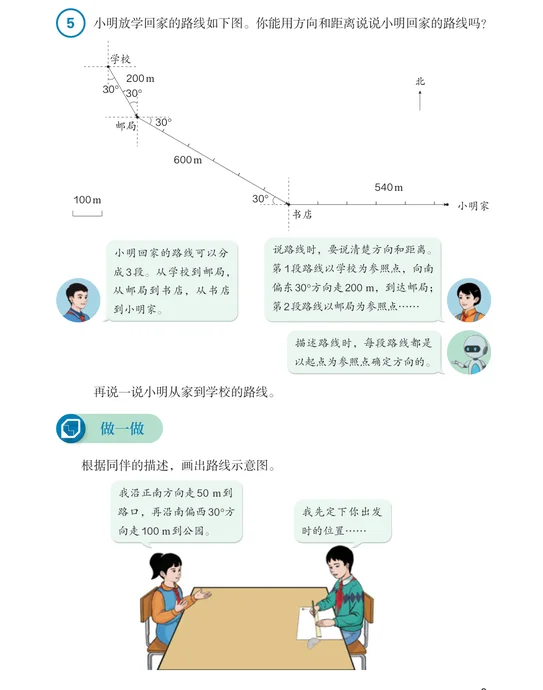 5 小明放学回家的路线如下图。你能用方向和距离说说小明回家的路线吗?
学校
200 m
30° 30°
北
邮局
30°
600 m
540 m
30°
100 m
书店
小明家
小明回家的路线可以分
成3段。从学校到邮局,
从邮局到书店,从书店
到小明家。
说路线时,要说清楚方向和距离。
第1段路线以学校为参照点,向南
偏东30°方向走200 m,到达邮局;
第2段路线以邮局为参照点……
描述路线时,每段路线都是
以起点为参照点确定方向的。
再说一说小明从家到学校的路线。
做一做
根据同伴的描述,画出路线示意图。
我沿正南方向走50 m到
路口,再沿南偏西30°方
向走100 m到公园。
我先定下你出发
时的位置……